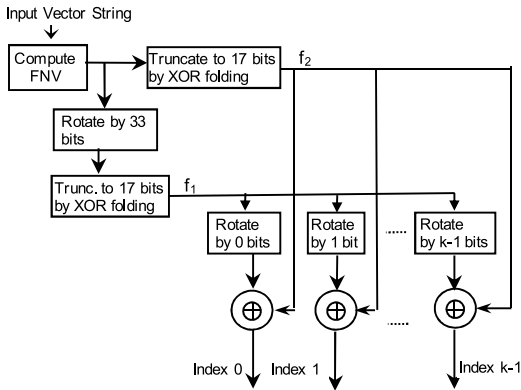 Input Vector String
Compute
FNV
Truncate to 17 bits
by XOR folding
f2
Rotate by 33
bits
Trunc. to 17 bits
by XOR folding
f1
Rotate
by 0 bits
Rotate
by 1 bit
......
Rotate
by k-1 bits
⊕
⊕
......
⊕
Index 0
Index 1
Index k-1